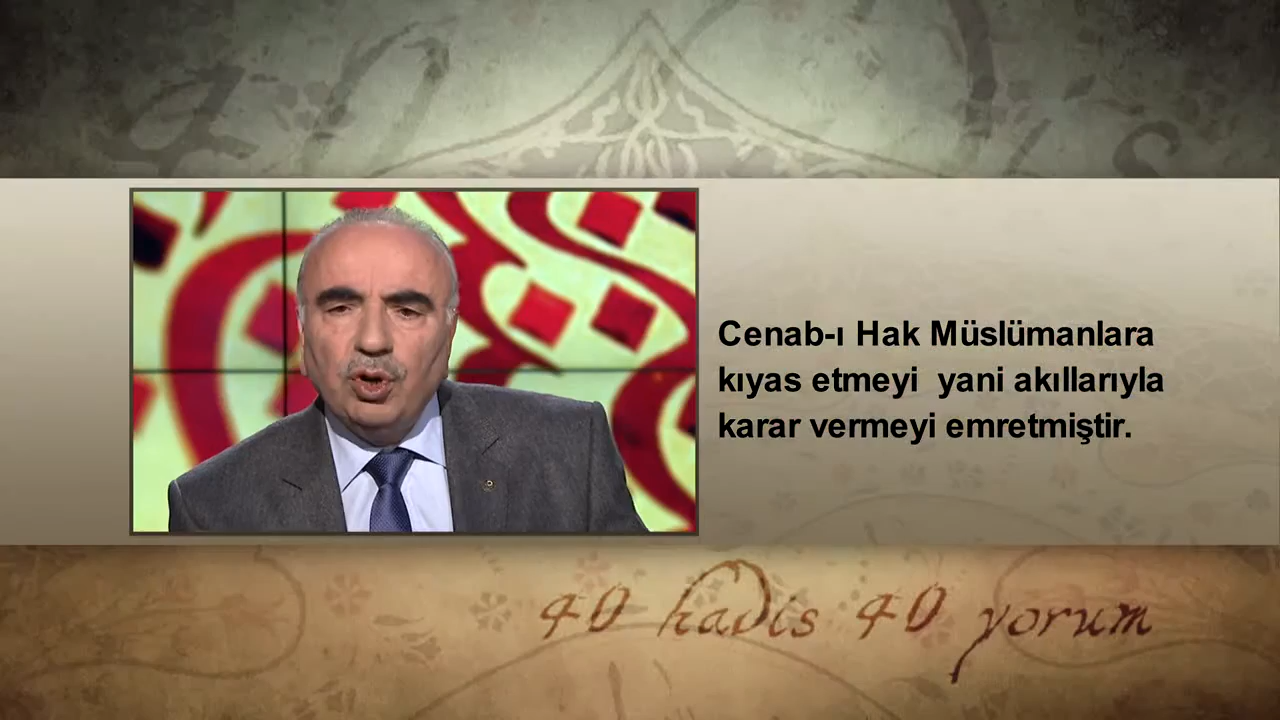 Cenab-ı Hak Müslümanlara
kıyas etmeyi  yani akıllarıyla
karar vermeyi emretmiştir.
40 hadis 40 yorum